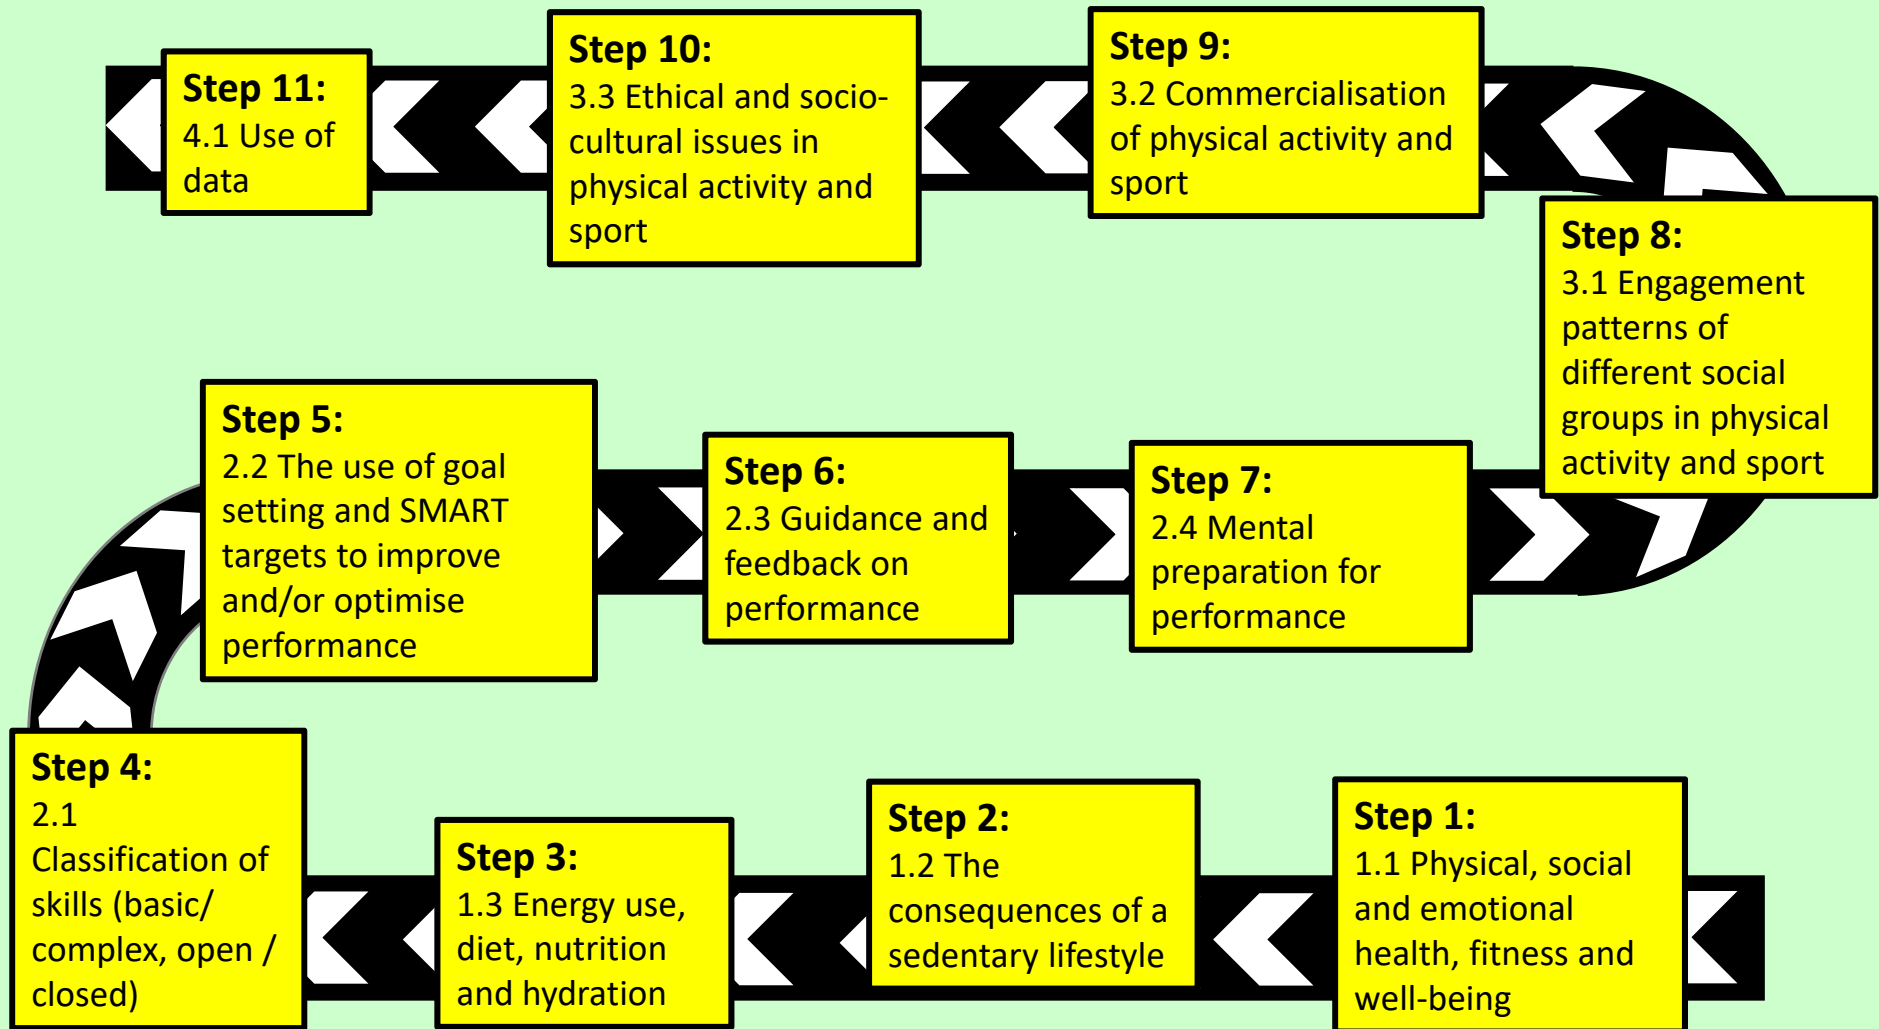 Step 11:
4.1 Use of
data
Step 10:
3.3 Ethical and socio-
cultural issues in
physical activity and
sport
Step 9:
3.2 Commercialisation
of physical activity and
sport
Step 8:
3.1 Engagement
patterns of
different social
groups in physical
activity and sport
Step 5:
2.2 The use of goal
setting and SMART
targets to improve
and/or optimise
performance
Step 6:
2.3 Guidance and
feedback on
performance
Step 7:
2.4 Mental
preparation for
performance
Step 4:
2.1
Classification of
skills (basic/
complex, open /
closed)
Step 3:
1.3 Energy use,
diet, nutrition
and hydration
Step 2:
1.2 The
consequences of a
sedentary lifestyle
Step 1:
1.1 Physical, social
and emotional
health, fitness and
well-being